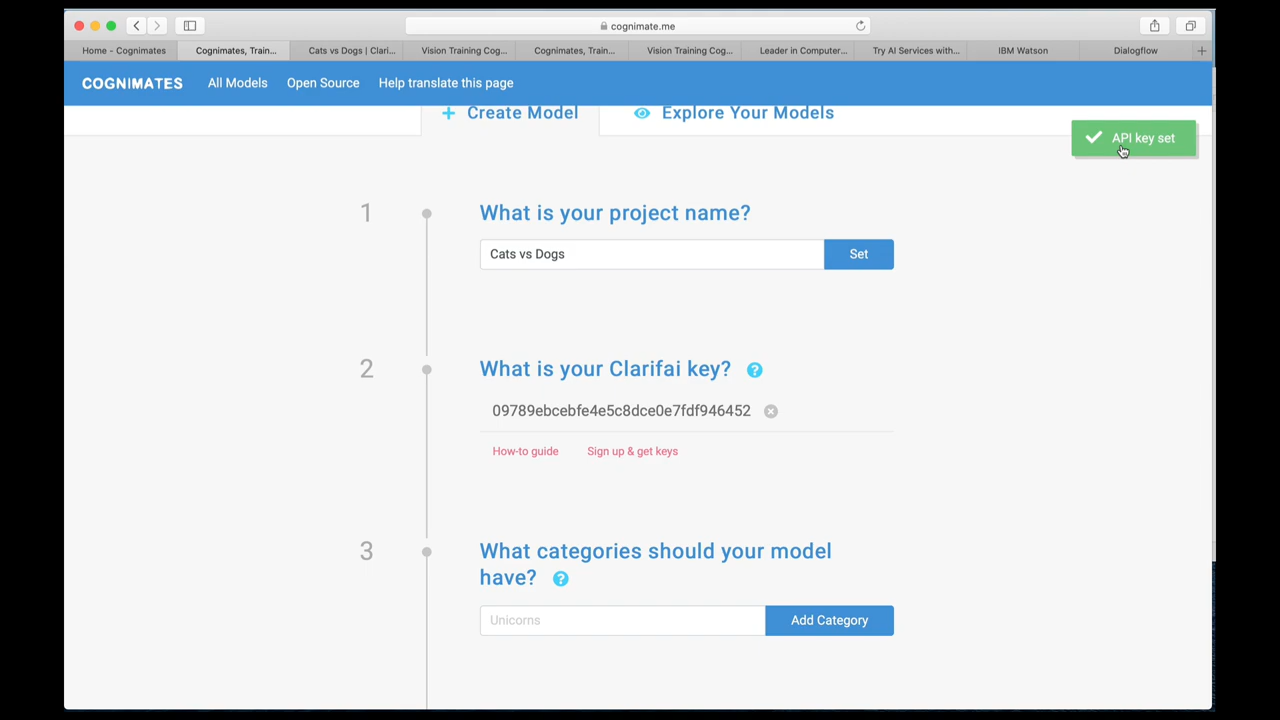 cognimate.me
Home - Cognimates
Cognimates, Train...
Cats vs Dogs | Clari...
Vision Training Cog...
Cognimates, Train...
Vision Training Cog...
Leader in Computer...
Try AI Services with...
IBM Watson
Dialogflow
COGNIMATES
All Models
Open Source
Help translate this page
+ Create Model
Explore Your Models
API key set
1
What is your project name?
Cats vs Dogs
Set
2
What is your Clarifai key? ?
09789ebcebfe4e5c8dce0e7fdf946452
How-to guide
Sign up & get keys
3
What categories should your model
have? ?
Unicorns
Add Category